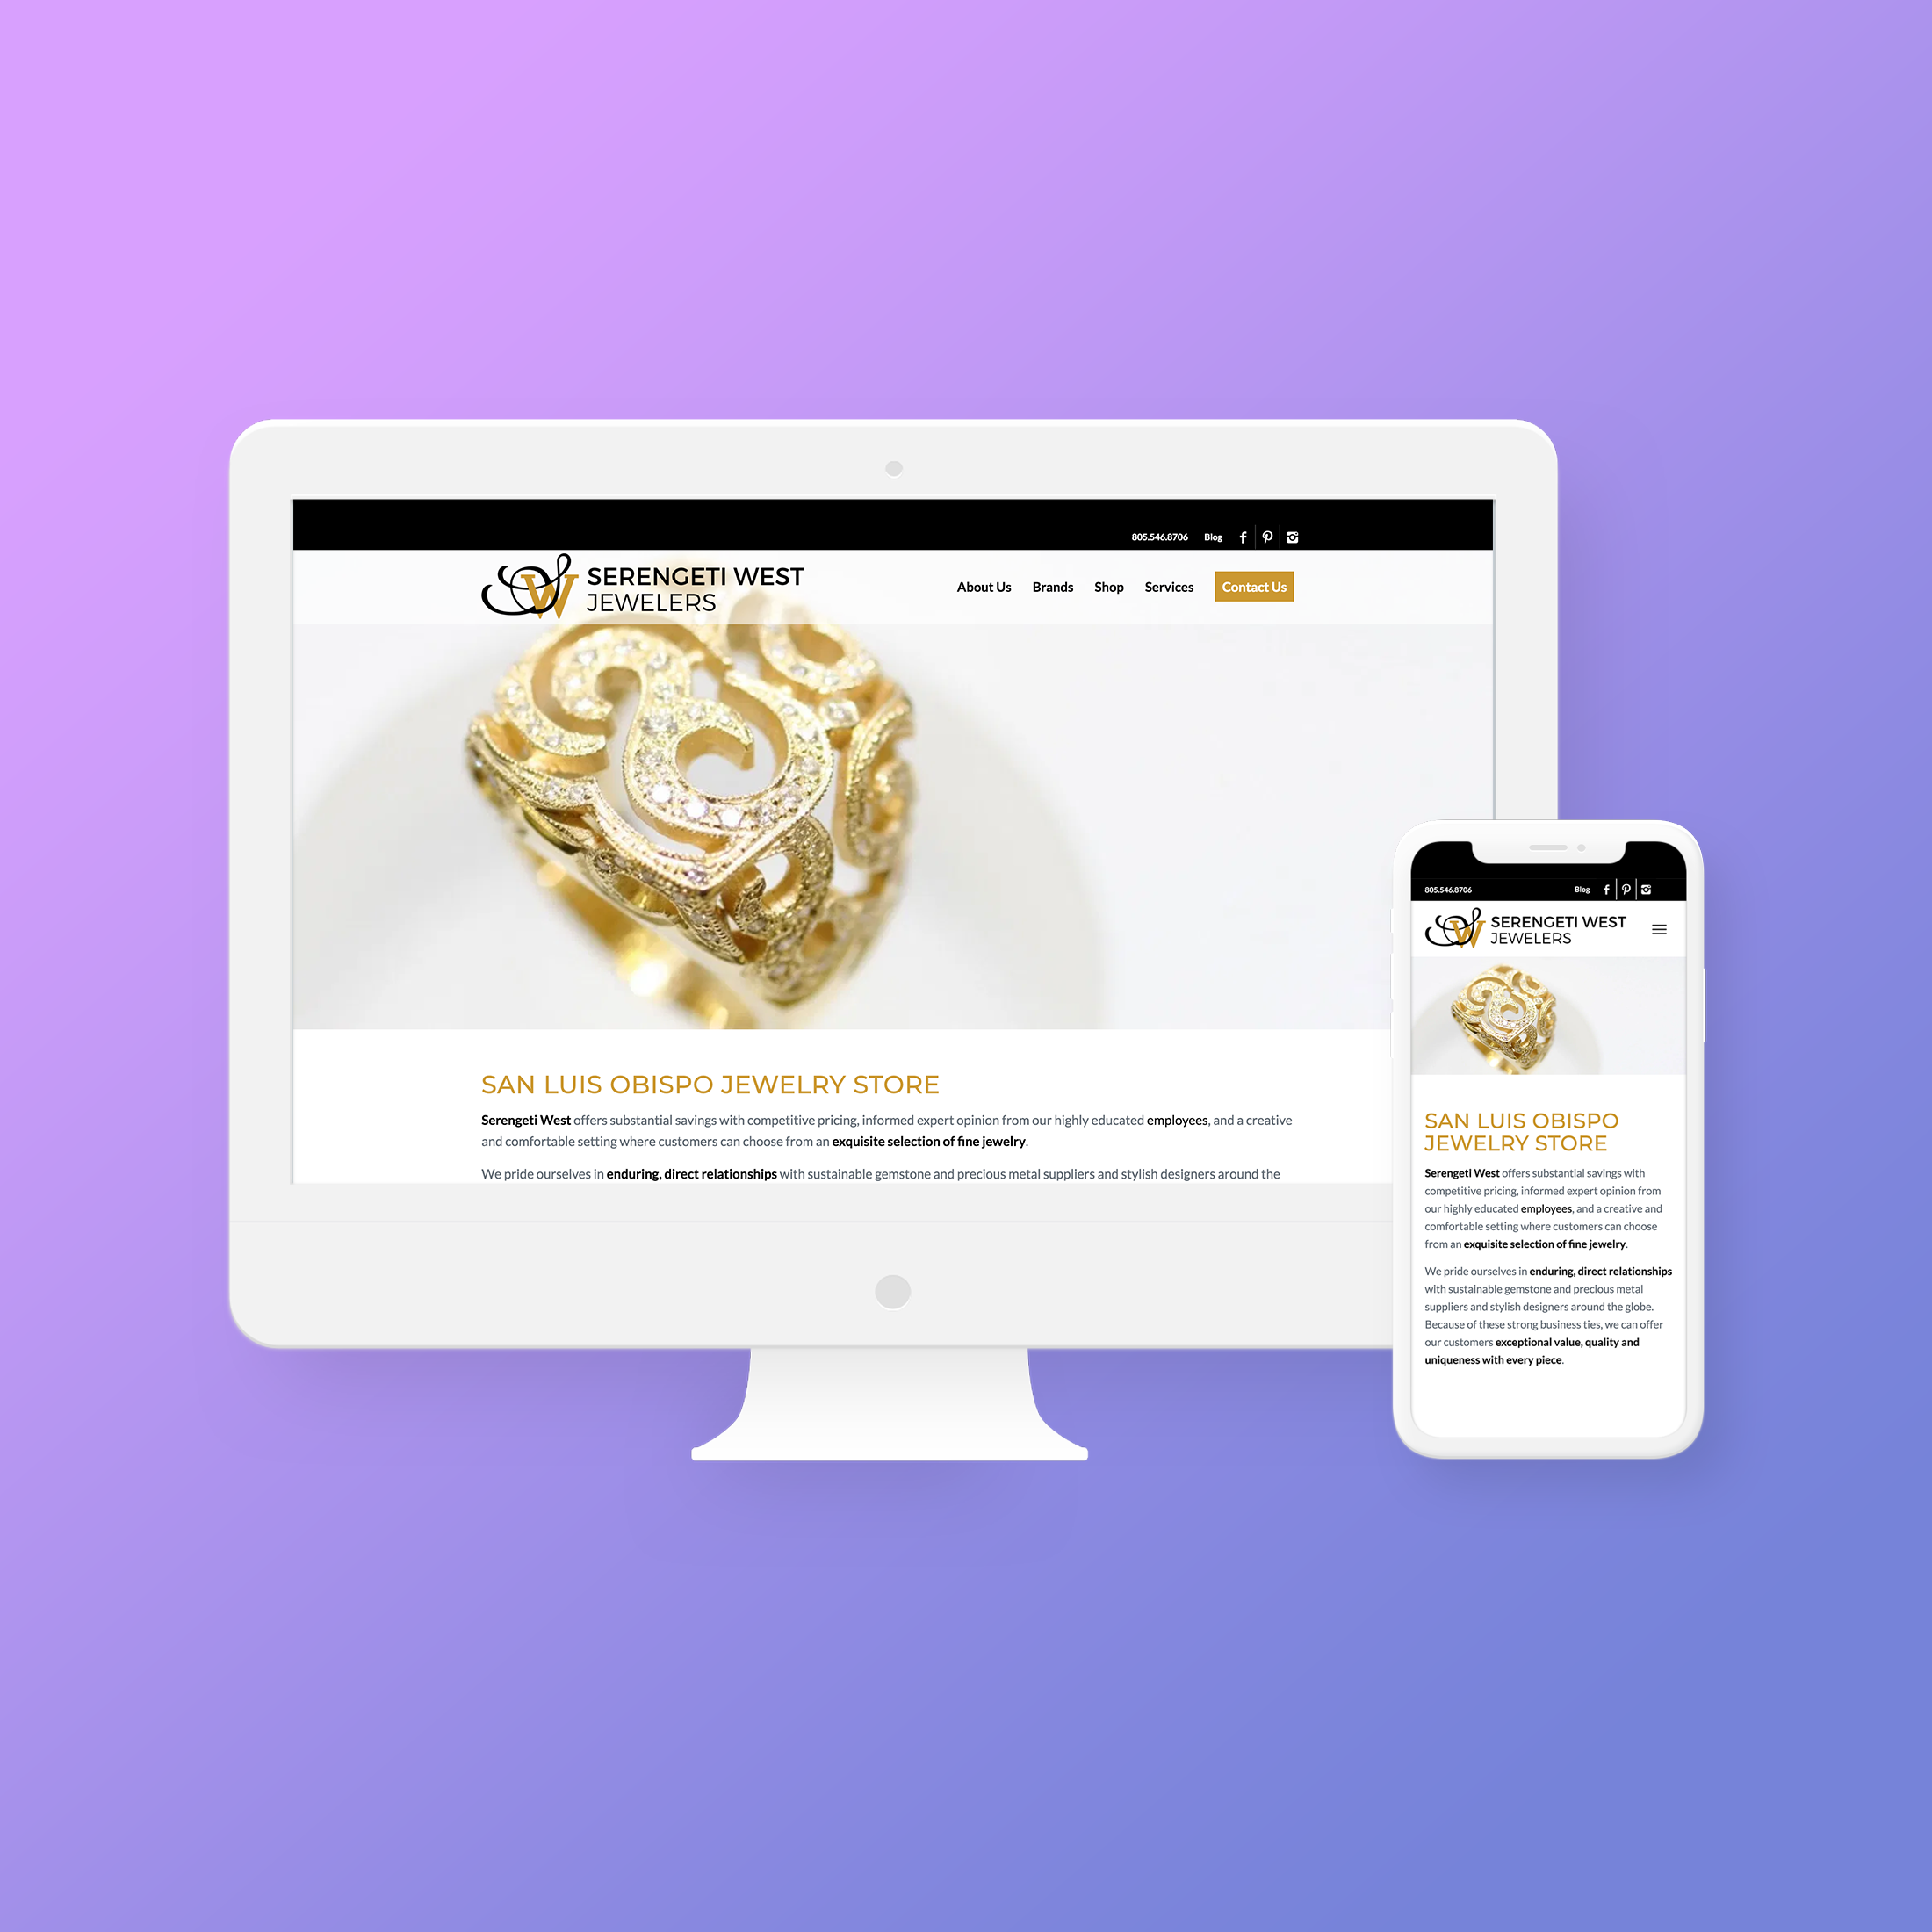 805.546.8706 Blog
SERENGETI WEST
JEWELERS
About Us Brands Shop Services Contact Us
SAN LUIS OBISPO JEWELRY STORE
Serengeti West offers substantial savings with competitive pricing, informed expert opinion from our highly educated employees, and a creative
and comfortable setting where customers can choose from an exquisite selection of fine jewelry.
We pride ourselves in enduring, direct relationships with sustainable gemstone and precious metal suppliers and stylish designers around the
805.546.8706 Blog
SERENGETI WEST
JEWELERS
SAN LUIS OBISPO
JEWELRY STORE
Serengeti West offers substantial savings with
competitive pricing, informed expert opinion from
our highly educated employees, and a creative and
comfortable setting where customers can choose
from an exquisite selection of fine jewelry.
We pride ourselves in enduring, direct relationships
with sustainable gemstone and precious metal
suppliers and stylish designers around the globe.
Because of these strong business ties, we can offer
our customers exceptional value, quality and
uniqueness with every piece.